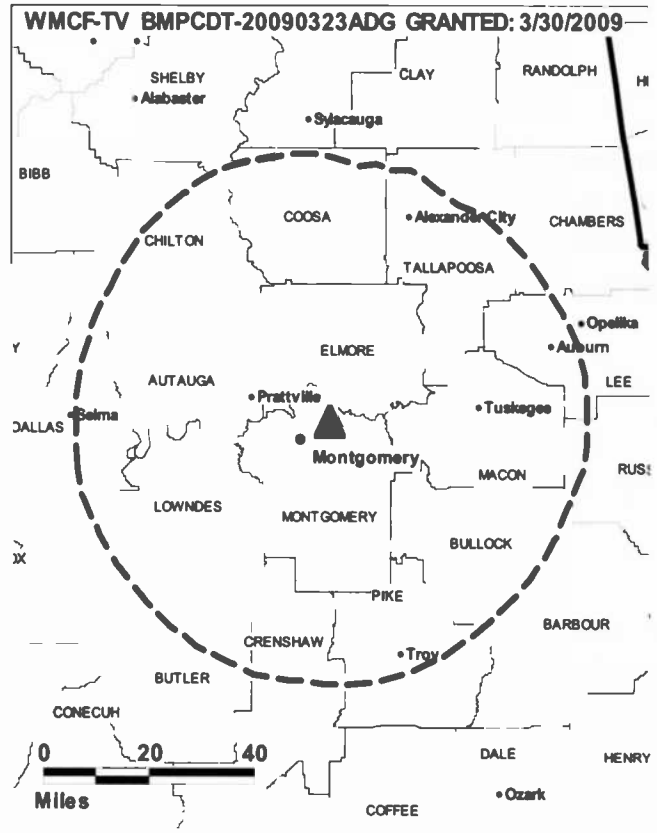 WMCF-TV BMPCDT-20090323ADG GRANTED: 3/30/2009
SHELBY
CLAY
RANDOLPH
Alabaster
Sylacauga
BIBB
COOSA
Alexander City
CHAMBERS
CHILTON
TALLAPOOSA
Opelika
ELMORE
Auburn
AUTAUGA
LEE
Prattville
Tuskegee
DALLAS
Selma
Montgomery
MACON
RUSS
LOWNDES
MONTGOMERY
BULLOCK
PIKE
BARBOUR
CRENSHAW
Troy
BUTLER
CONECUH
0 20 40
DALE
HENRY
Miles
Ozark
COFFEE